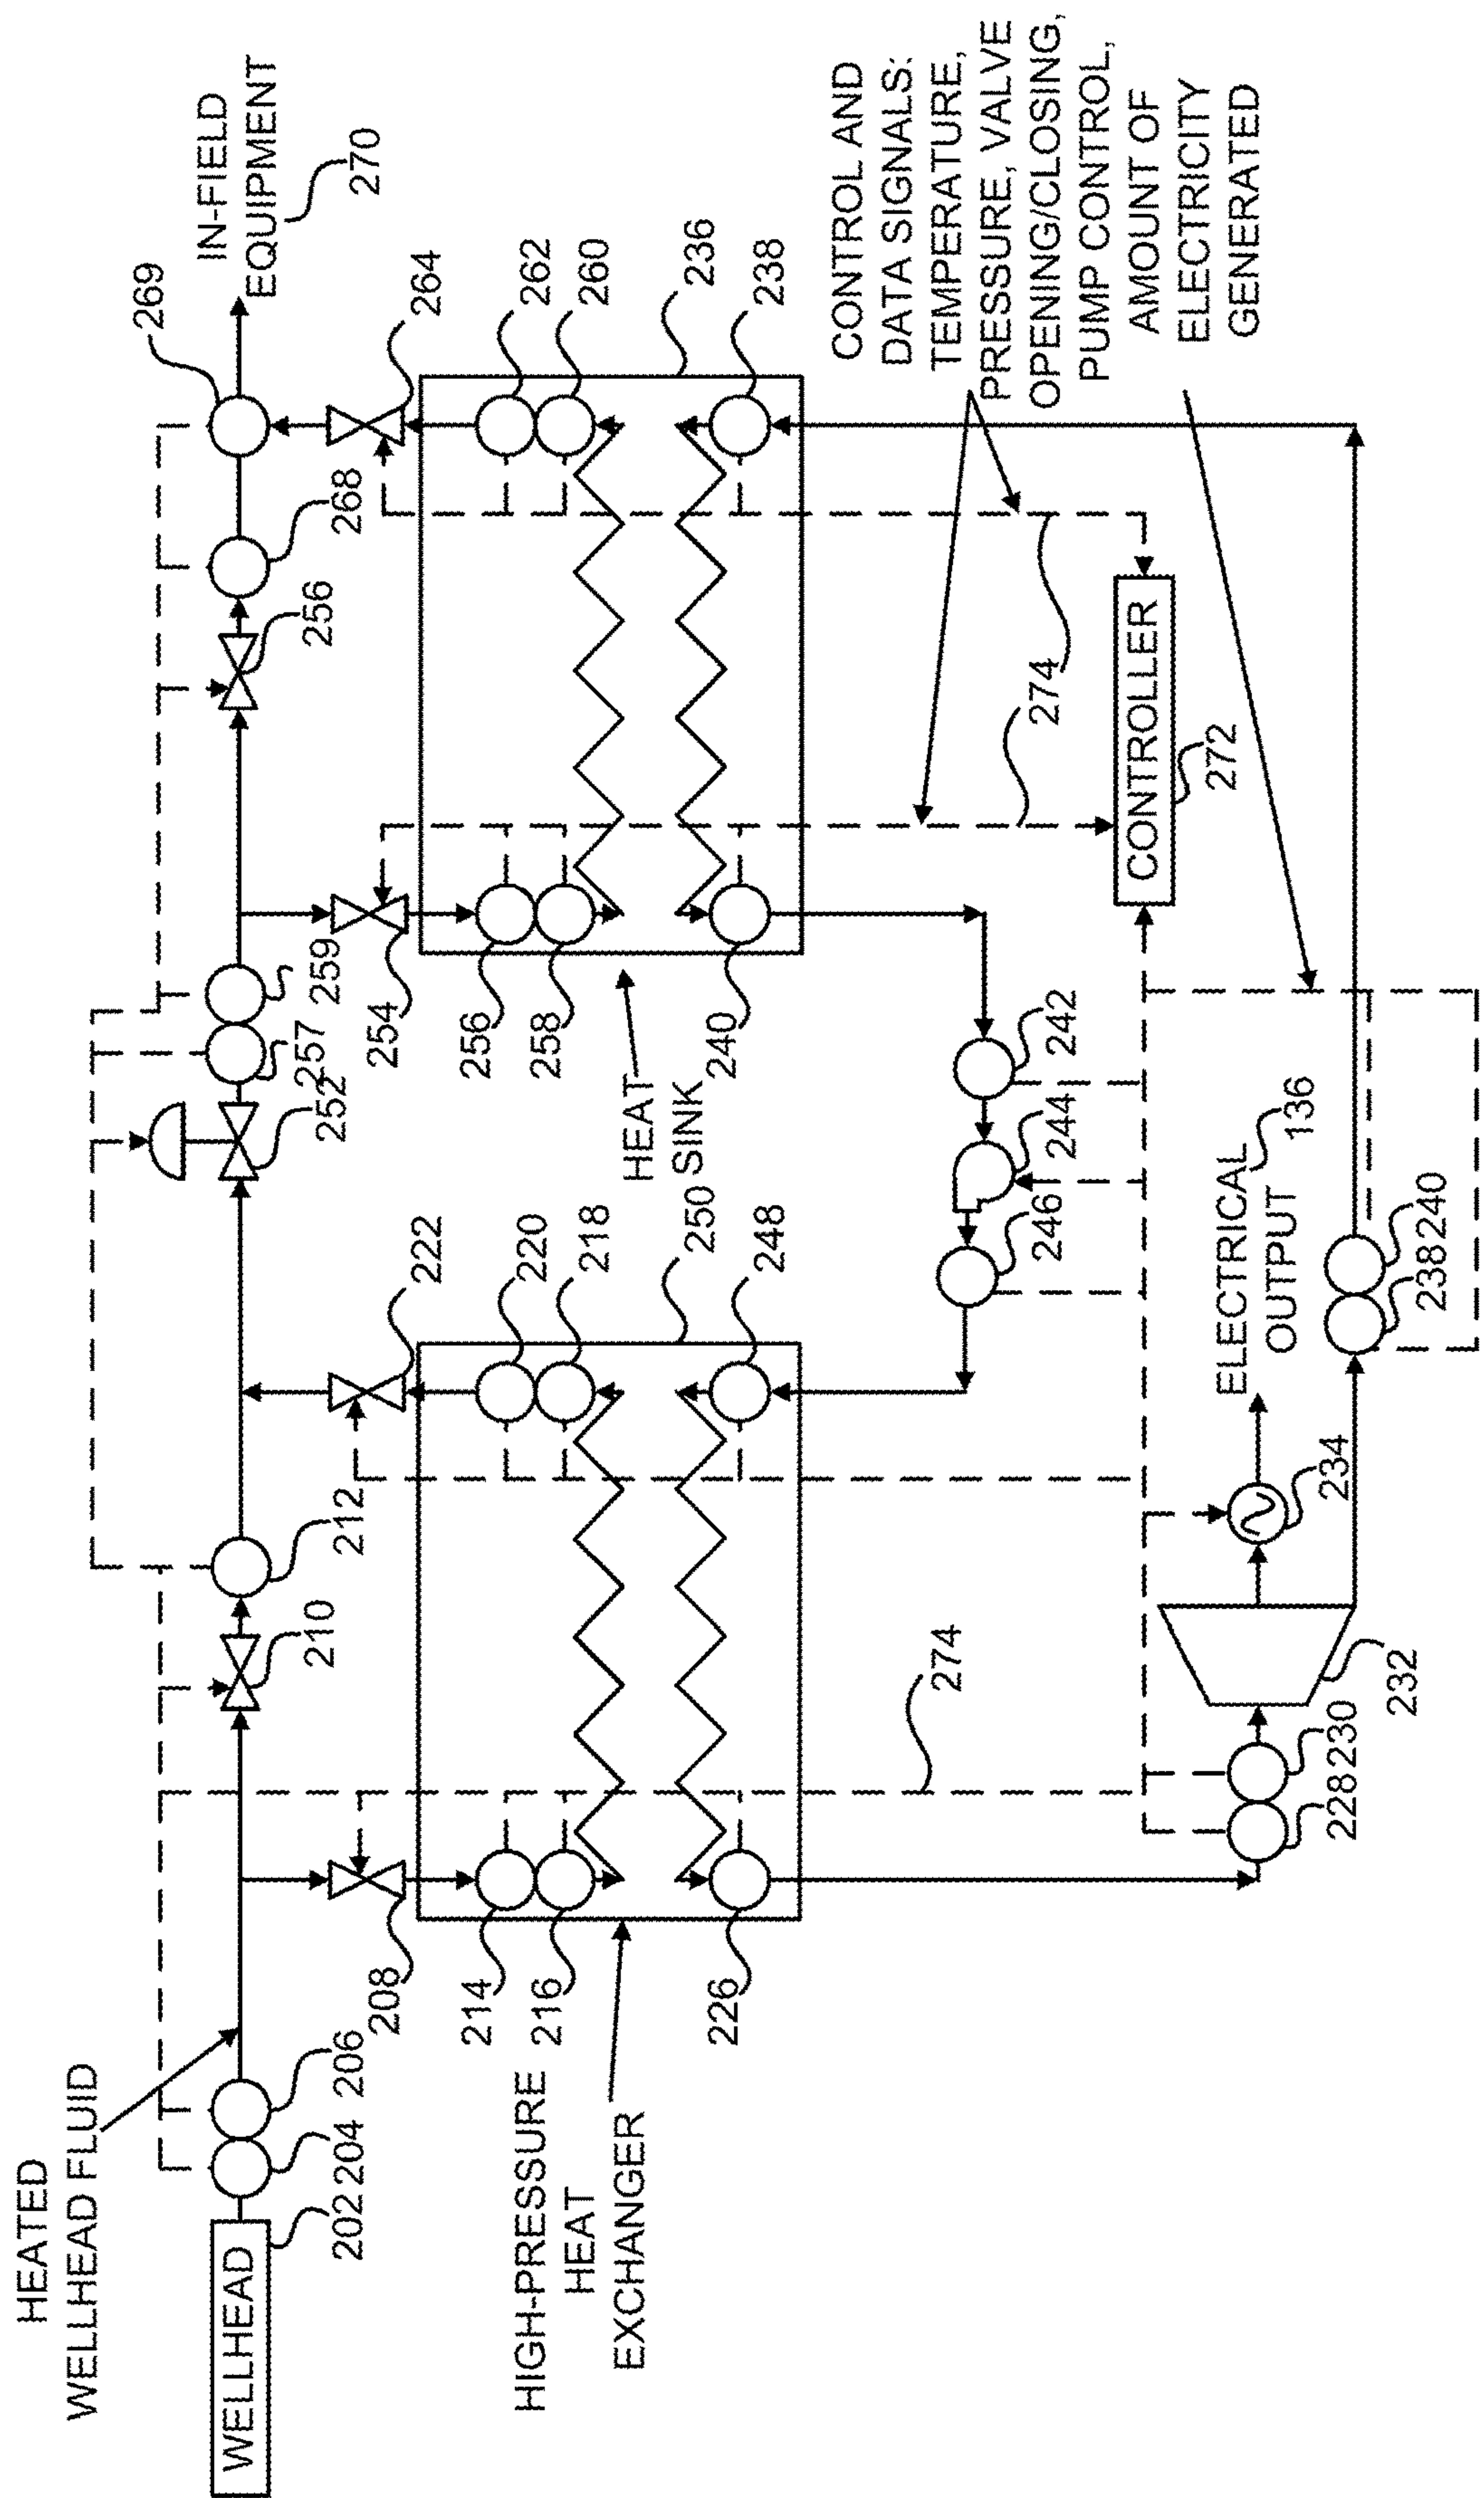 HEATED
WELLHEAD FLUID
WELLHEAD
202
204
206
208
210
212
214
216
218
220
222
226
HIGH-PRESSURE
HEAT
EXCHANGER
250
248
252
257
259
254
256
258
240
HEAT
SINK
256
268
269
IN-FIELD
EQUIPMENT
270
264
262
260
236
238
CONTROL AND
DATA SIGNALS:
TEMPERATURE,
PRESSURE, VALVE
OPENING/CLOSING,
PUMP CONTROL,
AMOUNT OF
ELECTRICITY
GENERATED
274
274
274
CONTROLLER
272
242
244
246
ELECTRICAL
OUTPUT
136
234
232
228
230
238
240